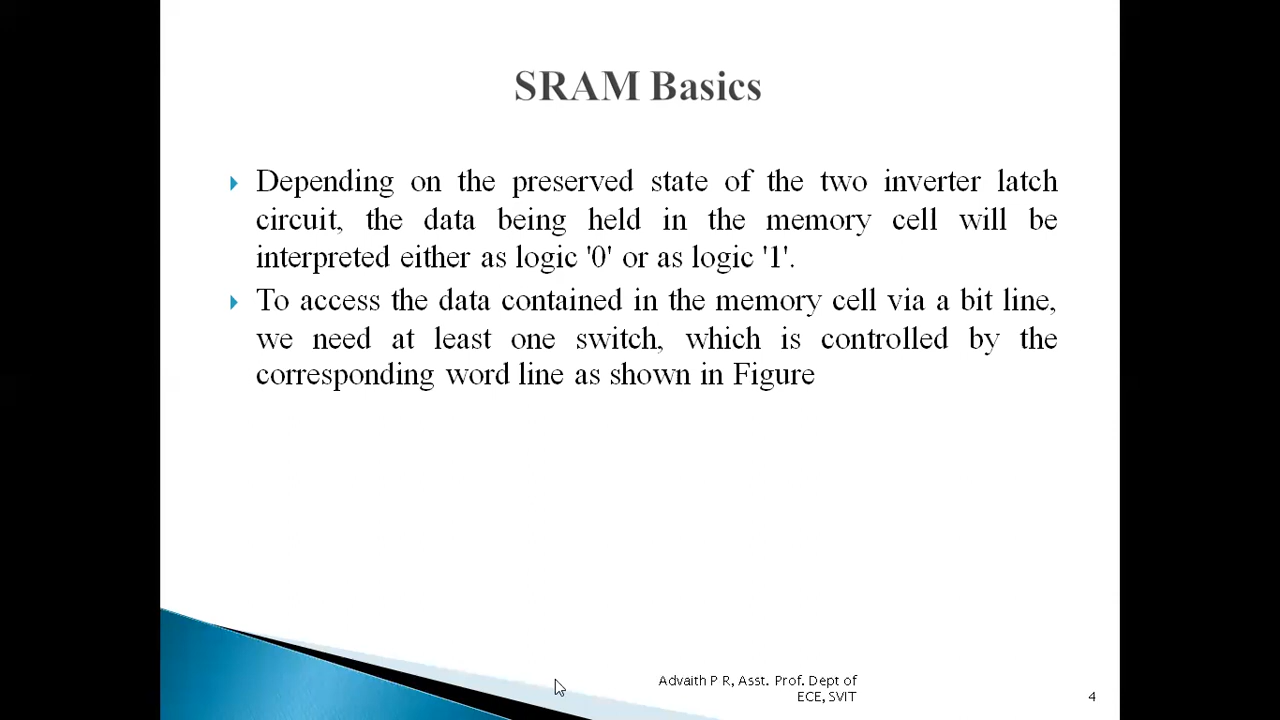 SRAM Basics
Depending on the preserved state of the two inverter latch
circuit, the data being held in the memory cell will be
interpreted either as logic '0' or as logic '1'.
To access the data contained in the memory cell via a bit line,
we need at least one switch, which is controlled by the
corresponding word line as shown in Figure
Advaith P R, Asst. Prof. Dept of
ECE, SVIT
4